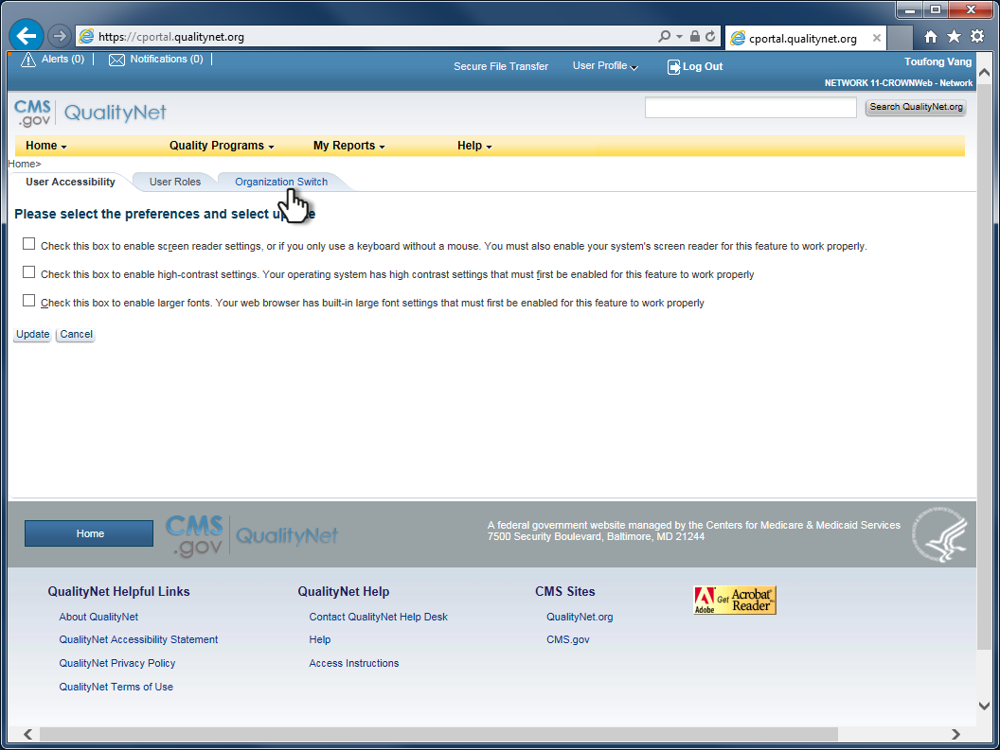 https://cportal.qualitynet.org
cportal.qualitynet.org
Alerts (0)
Notifications (0)
Secure File Transfer
User Profile
Log Out
Toufong Vang
NETWORK 11-CROWNWeb - Network
CMS
.gov
QualityNet
Search QualityNet.org
Home
Quality Programs
My Reports
Help
Home>
User Accessibility
User Roles
Organization Switch
Please select the preferences and select
Check this box to enable screen reader settings, or if you only use a keyboard without a mouse. You must also enable your system's screen reader for this feature to work properly.
Check this box to enable high-contrast settings. Your operating system has high contrast settings that must first be enabled for this feature to work properly
Check this box to enable larger fonts. Your web browser has built-in large font settings that must first be enabled for this feature to work properly
Update
Cancel
Home
CMS
.gov
QualityNet
A federal government website managed by the Centers for Medicare & Medicaid Services
7500 Security Boulevard, Baltimore, MD 21244
QualityNet Helpful Links
About QualityNet
QualityNet Accessibility Statement
QualityNet Privacy Policy
QualityNet Terms of Use
QualityNet Help
Contact QualityNet Help Desk
Help
Access Instructions
CMS Sites
QualityNet.org
CMS.gov
Adobe
Get Acrobat
Reader